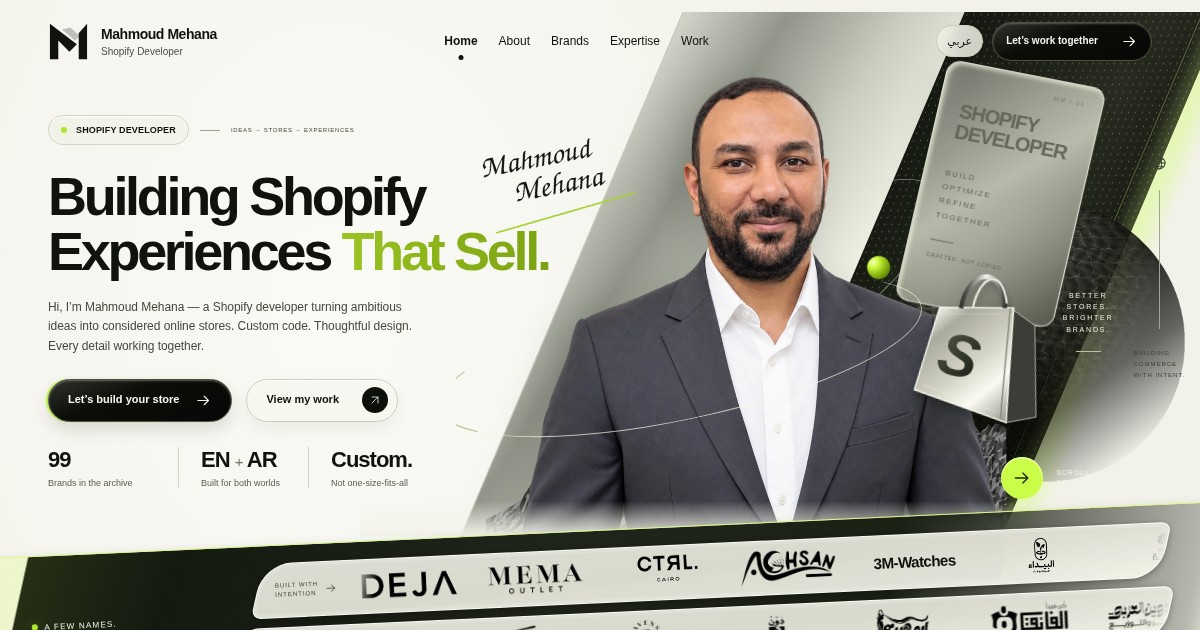 Mahmoud Mehana
Shopify Developer
Home
About
Brands
Expertise
Work
عربي
Let's work together
SHOPIFY DEVELOPER
IDEAS → STORES → EXPERIENCES
Mahmoud
Mehana
Building Shopify
Experiences That Sell.
Hi, I'm Mahmoud Mehana — a Shopify developer turning ambitious
ideas into considered online stores. Custom code. Thoughtful design.
Every detail working together.
Let's build your store
View my work
99
Brands in the archive
EN + AR
Built for both worlds
Custom.
Not one-size-fits-all
MM / 01
SHOPIFY
DEVELOPER
BUILD
OPTIMIZE
REFINE
TOGETHER
CRAFTED. NOT COPIED.
S
BETTER
STORES.
BRIGHTER
BRANDS.
BUILDING
COMMERCE
WITH INTENT.
SCROLL
BUILT WITH
INTENTION
DEJA
MEMA
OUTLET
CTRL.
CAIRO
AGHSAN
3M-Watches
البيداء
A FEW NAMES.